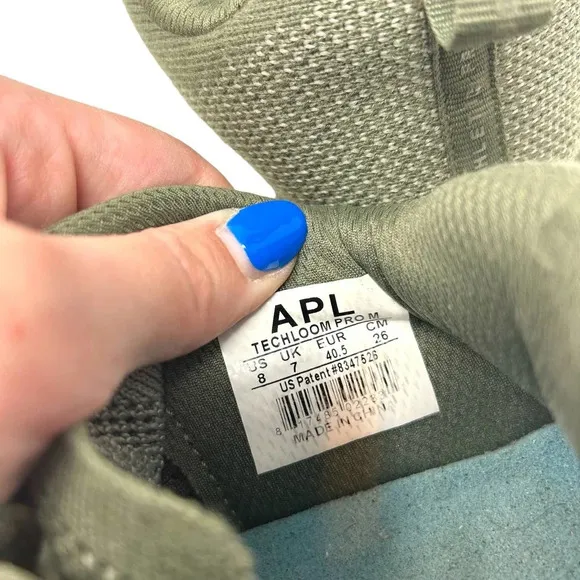 APL
TECHLOOM PRO M
US UK EUR CM
8 7 40.5 26
US Patent #8347526
MADE IN CHINA